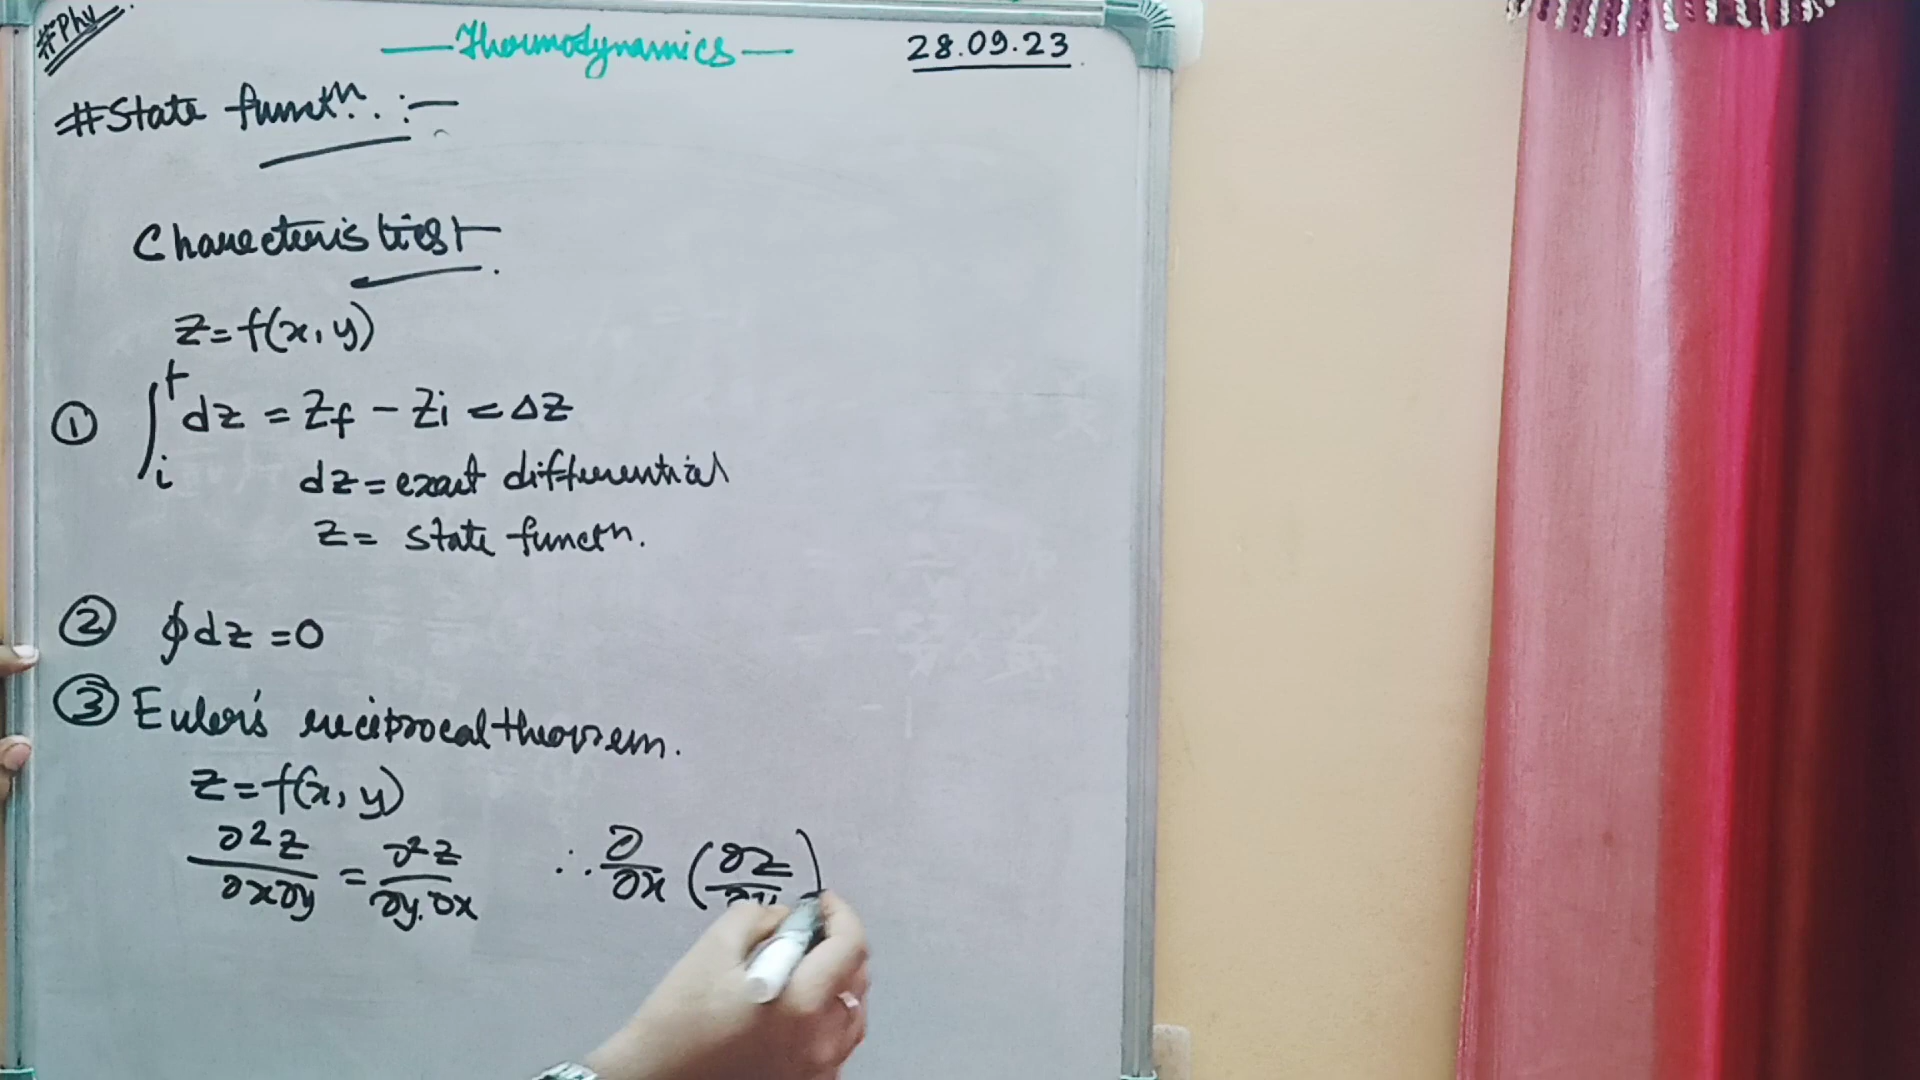 #Phy
—Thermodynamics—
28.09.23
#State functn. :-
Charecteristics:-
z=f(x, y)
① ∫ᵢᶠ dz = Zf - Zi = ΔZ
dz = exact differential
z = state functn.
② ∮dz = 0
③ Euler's reciprocal theorem.
z=f(x, y)
∂²z/∂x∂y = ∂²z/∂y.∂x ∴ ∂/∂x (∂z/∂y)